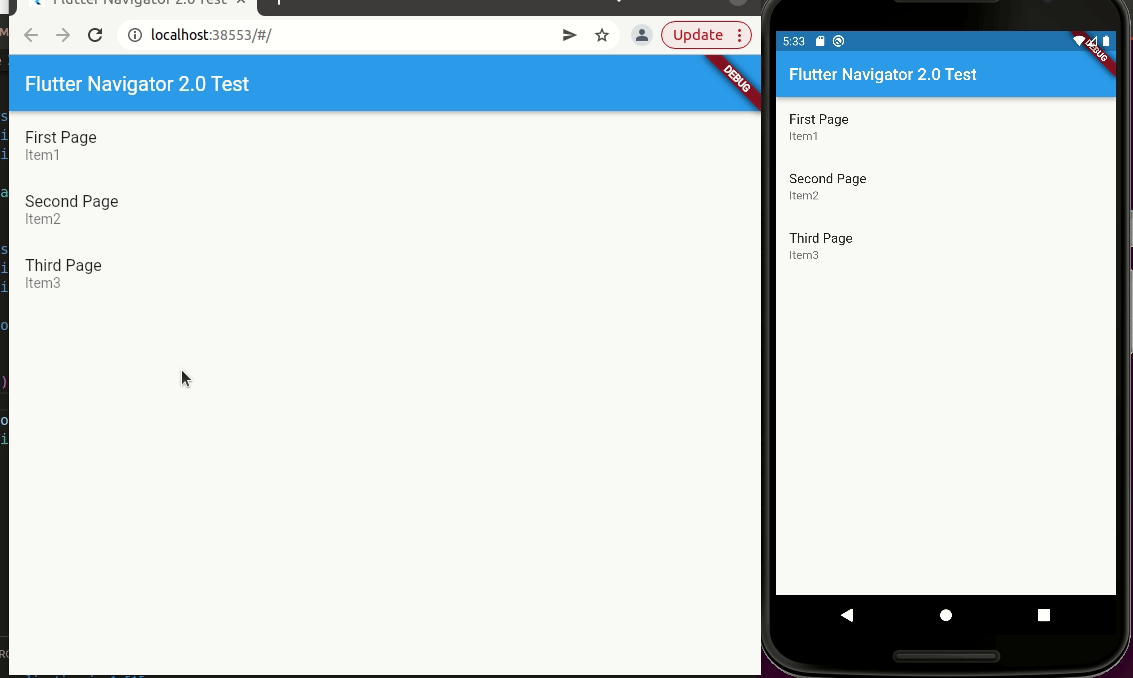 Flutter Navigator 2.0 Test
localhost:38553/#/
Update
Flutter Navigator 2.0 Test
DEBUG
First Page
Item1
Second Page
Item2
Third Page
Item3
5:33
DEBUG
Flutter Navigator 2.0 Test
First Page
Item1
Second Page
Item2
Third Page
Item3